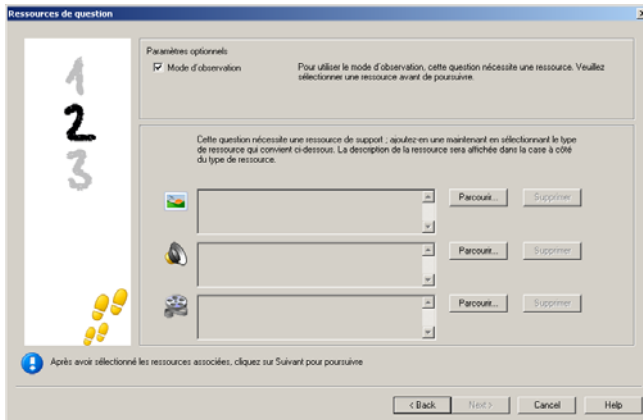 Ressources de question
1
2
3
Paramètres optionnels
Mode d'observation
Pour utiliser le mode d'observation, cette question nécessite une ressource. Veuillez
sélectionner une ressource avant de poursuivre.
Cette question nécessite une ressource de support ; ajoutez-en une maintenant en sélectionnant le type
de ressource qui convient ci-dessous. La description de la ressource sera affichée dans la case à côté
du type de ressource.
Parcourir... Supprimer
Parcourir... Supprimer
Parcourir... Supprimer
Après avoir sélectionné les ressources associées, cliquez sur Suivant pour poursuivre
< Back Next > Cancel Help